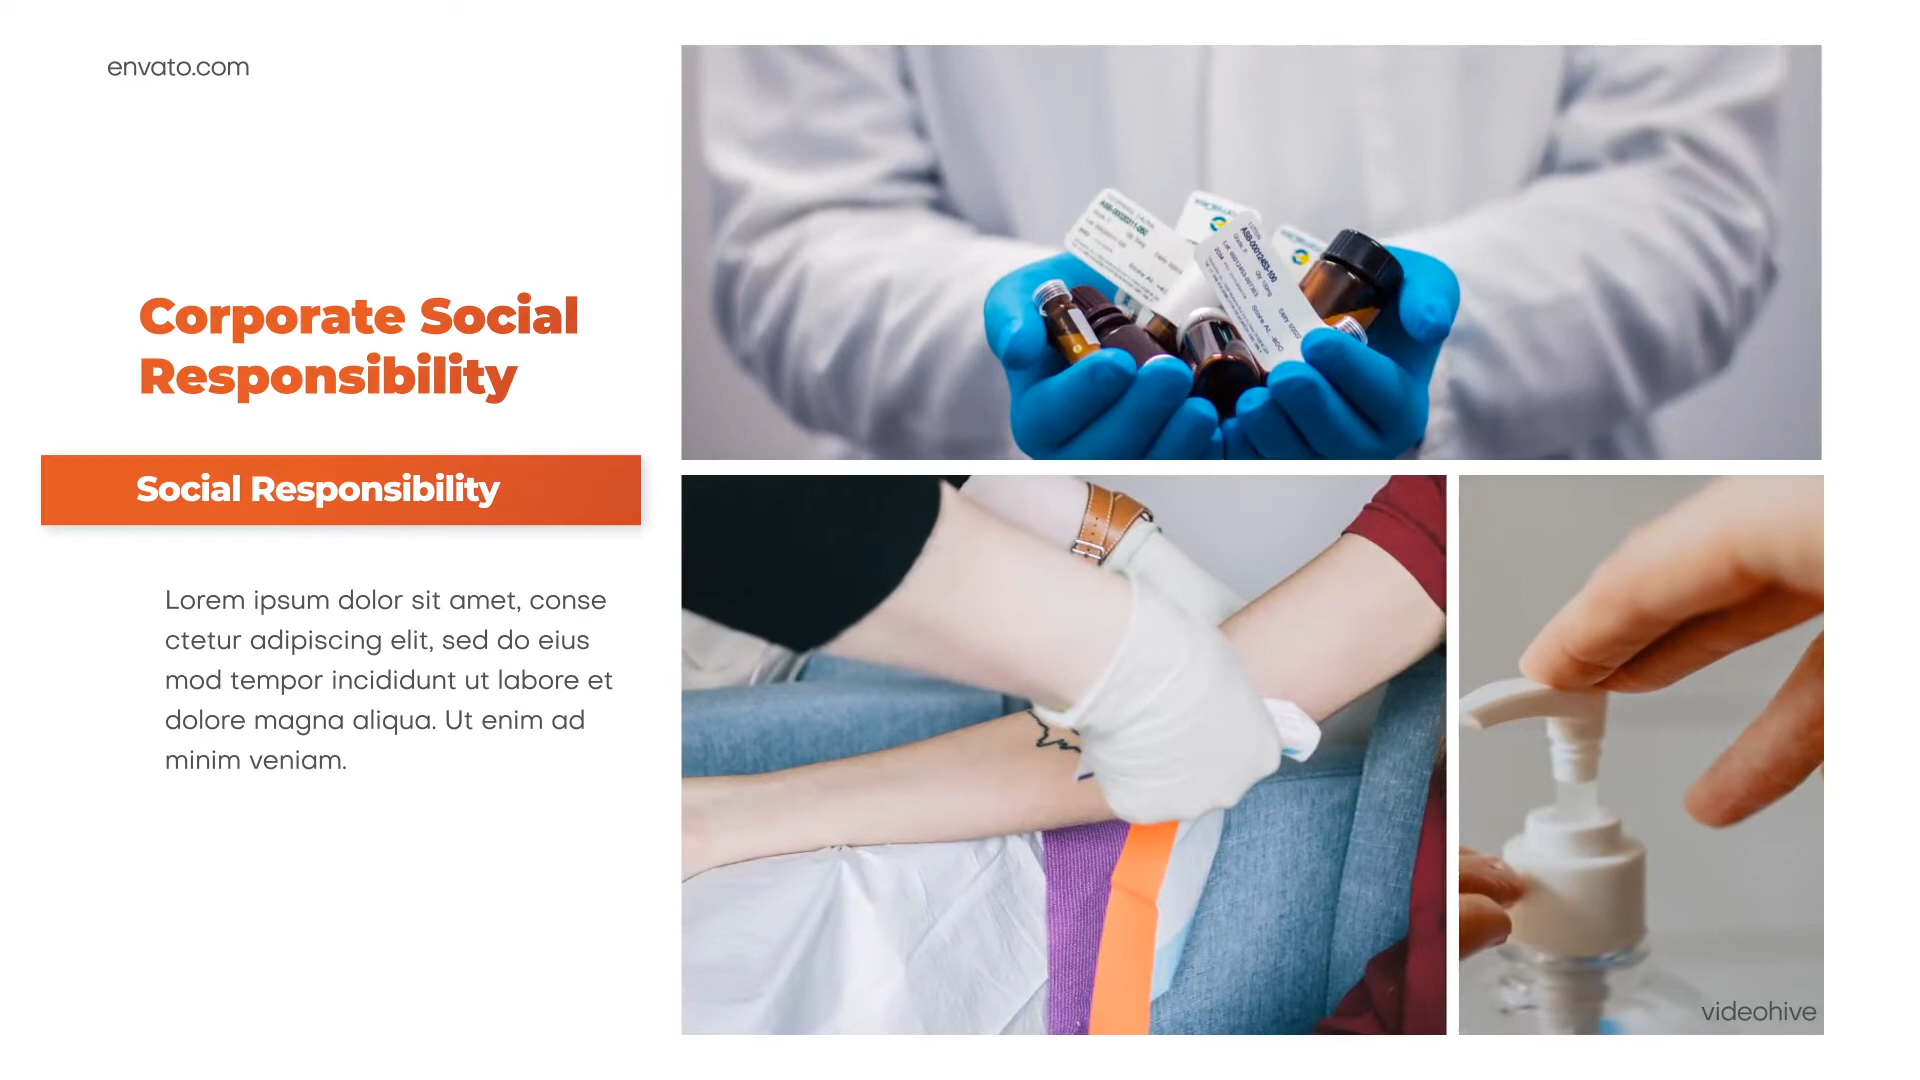 envato.com
Corporate Social
Responsibility
Social Responsibility
Lorem ipsum dolor sit amet, conse
ctetur adipiscing elit, sed do eius
mod tempor incididunt ut labore et
dolore magna aliqua. Ut enim ad
minim veniam.
videohive